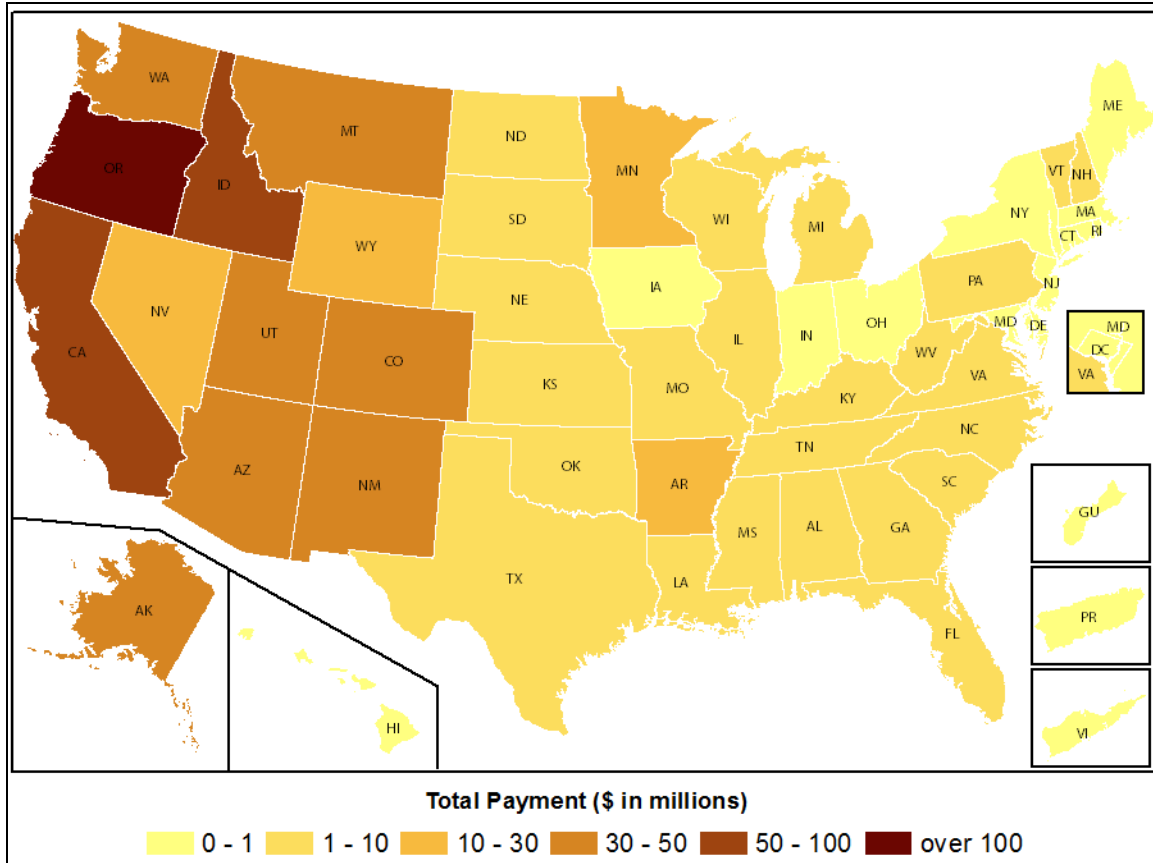 WA
MT
ND
ME
MN
VT
NH
OR
ID
SD
WI
NY
MA
MI
WY
CT
RI
IA
PA
NJ
NE
NV
OH
MD
DE
UT
IL
IN
MD
CA
CO
WV
DC
VA
VA
KS
MO
KY
NC
TN
AZ
OK
NM
AR
SC
GU
MS
AL
GA
TX
LA
AK
PR
FL
HI
VI
Total Payment ($ in millions)
0 - 1 1 - 10 10 - 30 30 - 50 50 - 100 over 100